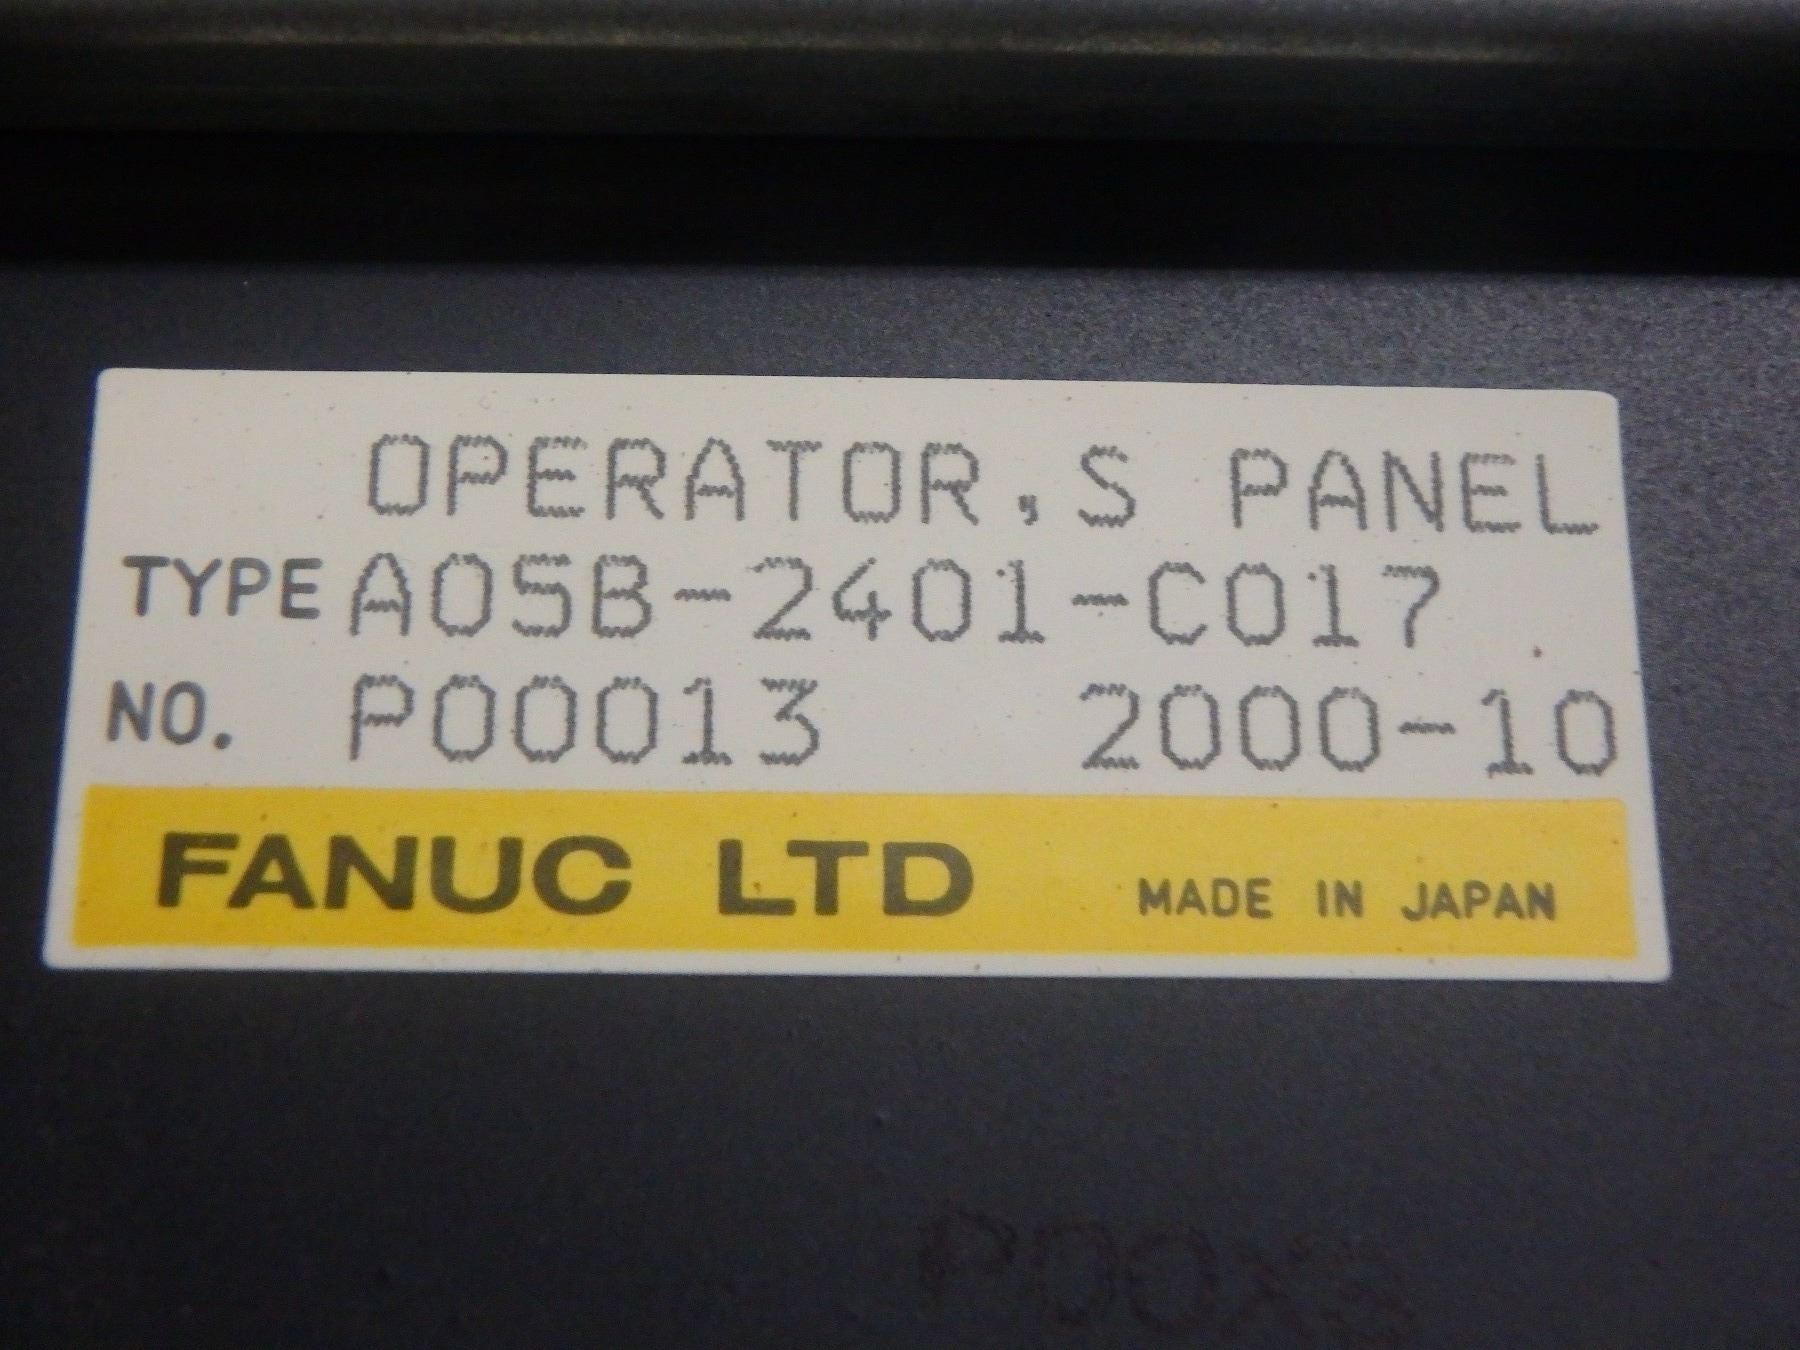 OPERATOR,S PANEL
TYPE A05B-2401-C017
NO. P00013 2000-10
FANUC LTD MADE IN JAPAN